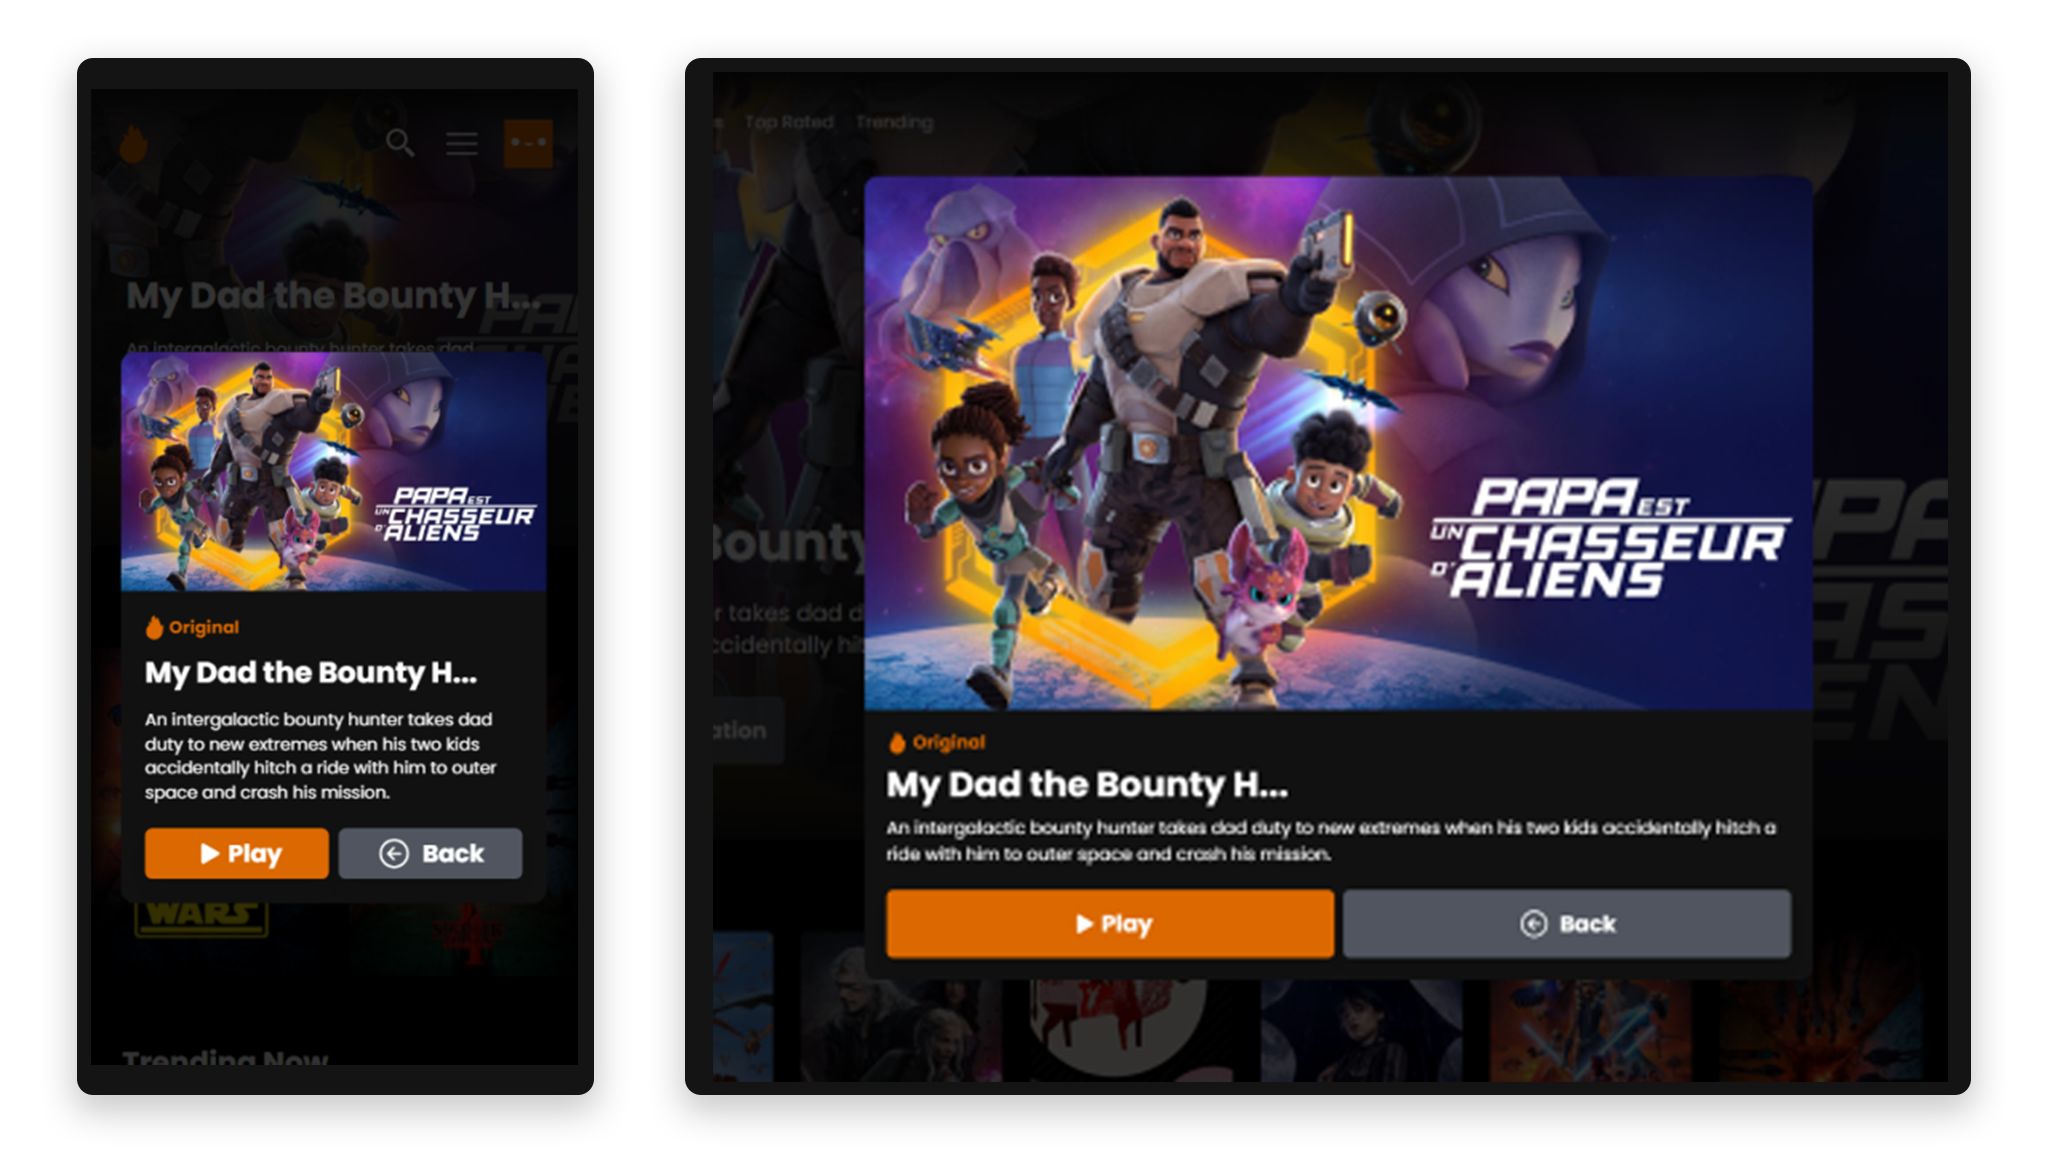 My Dad the Bounty H...
An intergalactic bounty hunter takes dad
PAPA EST
UN CHASSEUR
D'ALIENS
Original
My Dad the Bounty H...
An intergalactic bounty hunter takes dad
duty to new extremes when his two kids
accidentally hitch a ride with him to outer
space and crash his mission.
Play
Back
WARS
Trending Now
Top Rated
Trending
Bounty
takes dad d
ccidentally hit
ation
PAPA EST
UN CHASSEUR
D'ALIENS
Original
My Dad the Bounty H...
An intergalactic bounty hunter takes dad duty to new extremes when his two kids accidentally hitch a
ride with him to outer space and crash his mission.
Play
Back